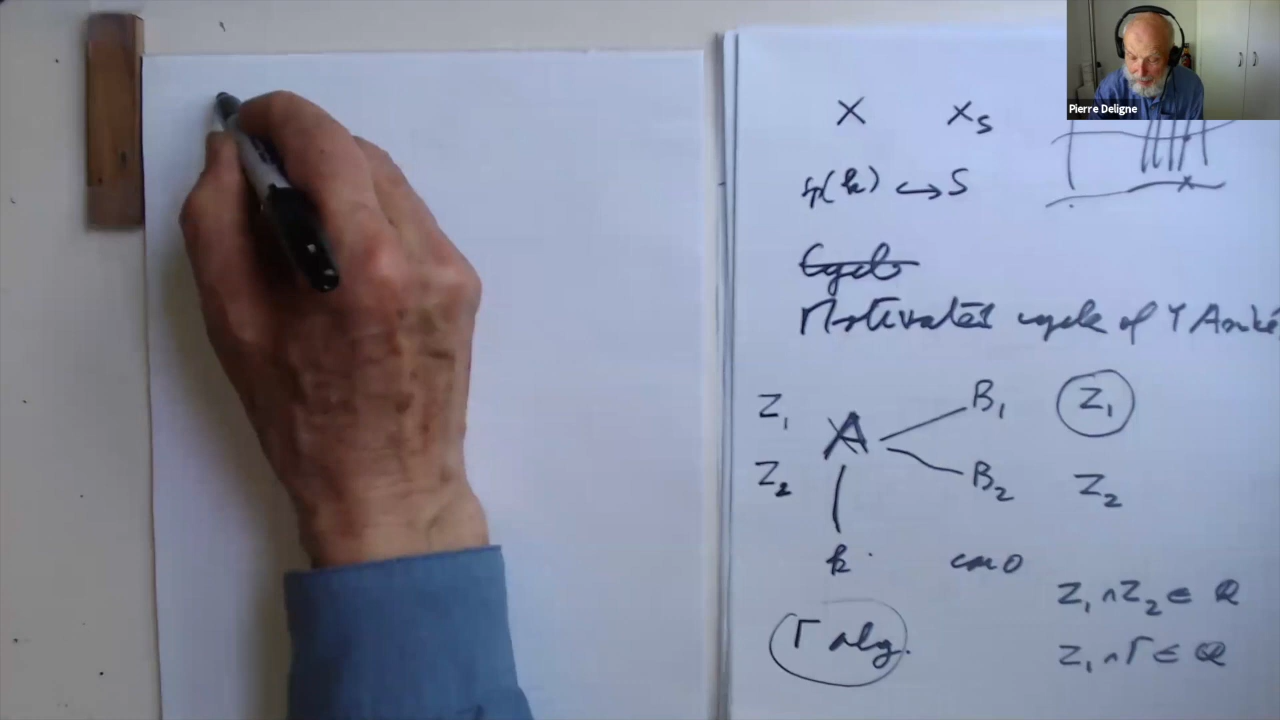 Pierre Deligne
X X_S
sp(k) ↪ S
Cycle
Motivated cycle of Y André
Z_1 A B_1 Z_1
Z_2 B_2 Z_2
k car 0
Z_1 ∩ Z_2 ∈ Q
Γ alg. Z_1 ∩ Γ ∈ Q